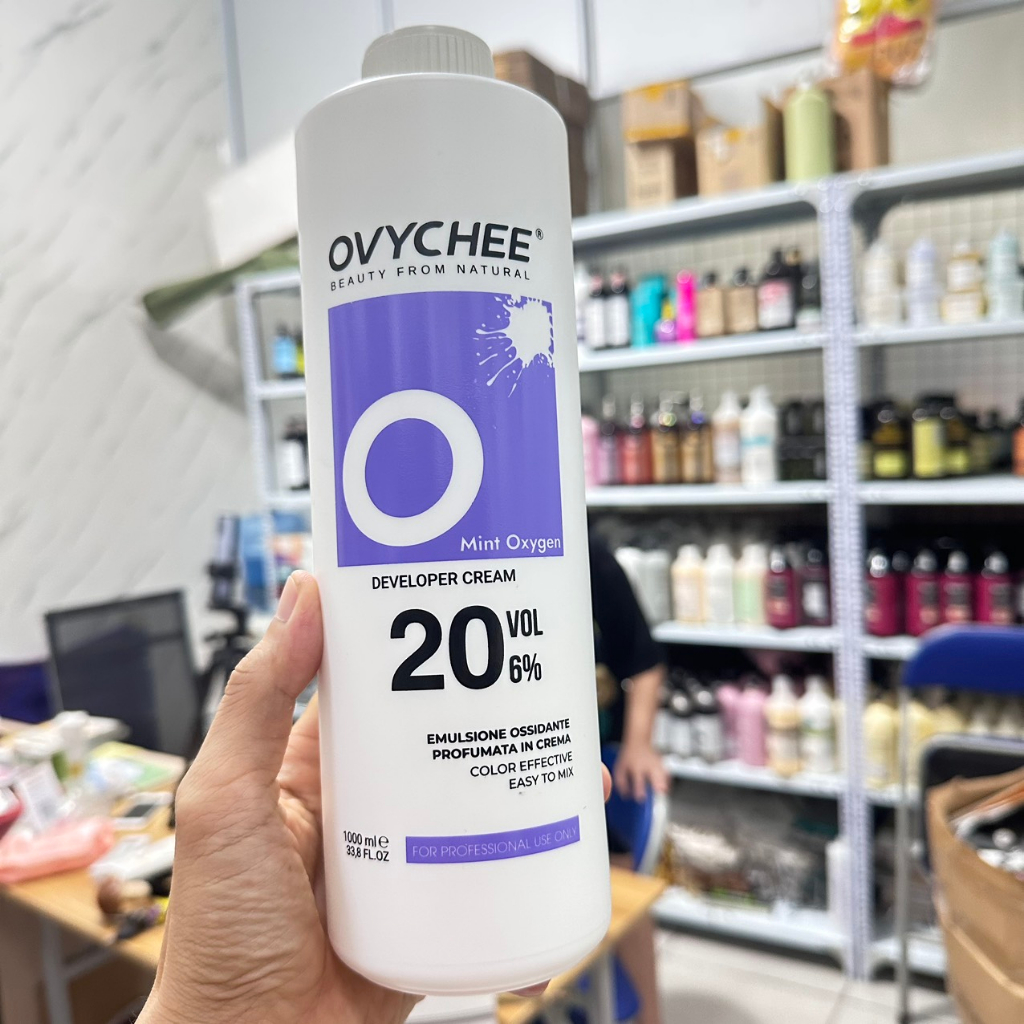 OVYCHEE®
BEAUTY FROM NATURAL
O
Mint Oxygen
DEVELOPER CREAM
20 VOL
6%
EMULSIONE OSSIDANTE
PROFUMATA IN CREMA
COLOR EFFECTIVE
EASY TO MIX
1000 ml ℮
33,8 FL.OZ
FOR PROFESSIONAL USE ONLY